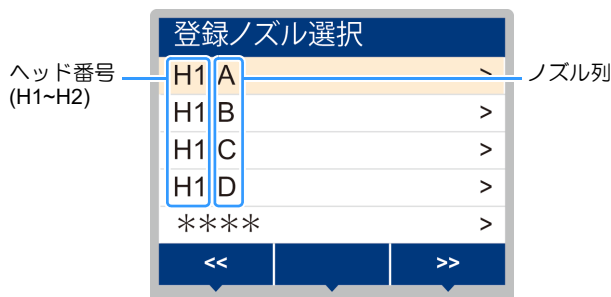 登録ノズル選択
ヘッド番号
(H1~H2)
ノズル列
H1 A >
H1 B >
H1 C >
H1 D >
**** >
<< >>